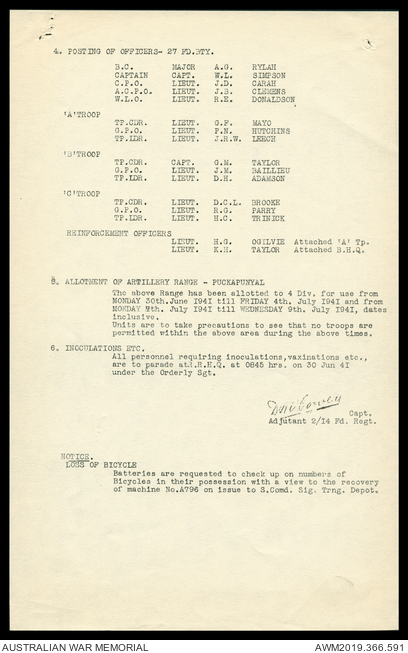 4. POSTING OF OFFICERS- 27 FD.BTY.
B.C. MAJOR A.G. RYLAH
CAPTAIN CAPT. W.L. SIMPSON
C.P.O. LIEUT. J.D. CARAH
A.C.P.O. LIEUT. J.B. CLEMENS
W.L.O. LIEUT. R.E. DONALDSON
'A'TROOP
TP.CDR. LIEUT. G.F. MAYO
G.P.O. LIEUT. P.N. HUTCHINS
TP.LDR. LIEUT. J.R.W. LEECH
'B'TROOP
TP.CDR. CAPT. G.M. TAYLOR
G.P.O. LIEUT. J.M. BAILLIEU
TP.LDR. LIEUT. D.H. ADAMSON
'C'TROOP
TP.CDR. LIEUT. D.C.L. BROOKE
G.P.O. LIEUT. R.G. PARRY
TP.LDR. LIEUT. H.C. TRINICK
REINFORCEMENT OFFICERS
LIEUT. H.G. OGILVIE Attached 'A' Tp.
LIEUT. K.H. TAYLOR Attached B.H.Q.
5. ALLOTMENT OF ARTILLERY RANGE - PUCKAPUNYAL
The above Range has been allotted to 4 Div. for use from
MONDAY 30th.June 1941 till FRIDAY 4th. July 1941 and from
MONDAY 7th. July 1941 till WEDNESDAY 9th. July 1941, dates
inclusive.
Units are to take precautions to see that no troops are
permitted within the above area during the above times.
6. INOCULATIONS ETC.
All personnel requiring inoculations,vaxinations etc.,
are to parade at R.H.Q. at 0845 hrs. on 30 Jun 41
under the Orderly Sgt.
Capt.
Adjutant 2/14 Fd. Regt.
NOTICE.
LOSS OF BICYCLE
Batteries are requested to check up on numbers of
Bicycles in their possession with a view to the recovery
of machine No.A796 on issue to S.Comd. Sig. Trng. Depot.
AUSTRALIAN WAR MEMORIAL AWM2019.366.591